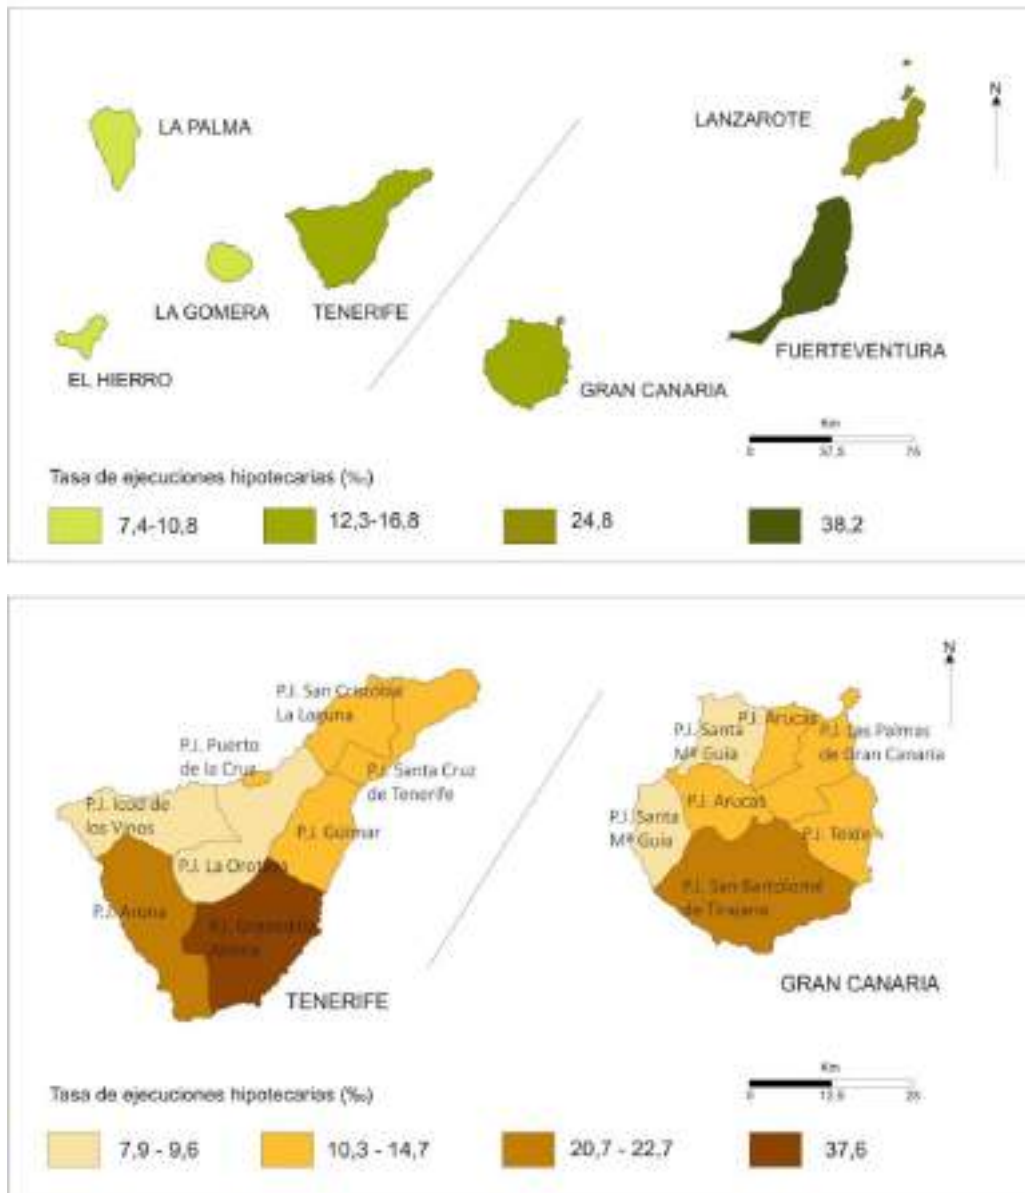 LA PALMA
LANZAROTE
N
LA GOMERA
TENERIFE
EL HIERRO
FUERTEVENTURA
GRAN CANARIA
Km
0 37,5 75
Tasa de ejecuciones hipotecarias (‰)
7,4-10,8
12,3-16,8
24,8
38,2
N
P.J. San Cristóbal
La Laguna
P.J. Puerto
de la Cruz
P.J. Santa Cruz
de Tenerife
P.J. Icod de
los Vinos
P.J. Guimar
P.J. La Orotava
P.J. Arona
P.J. Granadilla
TENERIFE
P.J. Santa
Mª Guia
P.J. Arucas
P.J. Las Palmas
de Gran Canaria
P.J. Arucas
P.J. Santa
Mª Guia
P.J. Telde
P.J. San Bartolomé
de Tirajana
GRAN CANARIA
Km
0 12,5 25
Tasa de ejecuciones hipotecarias (‰)
7,9 - 9,6
10,3 - 14,7
20,7 - 22,7
37,6